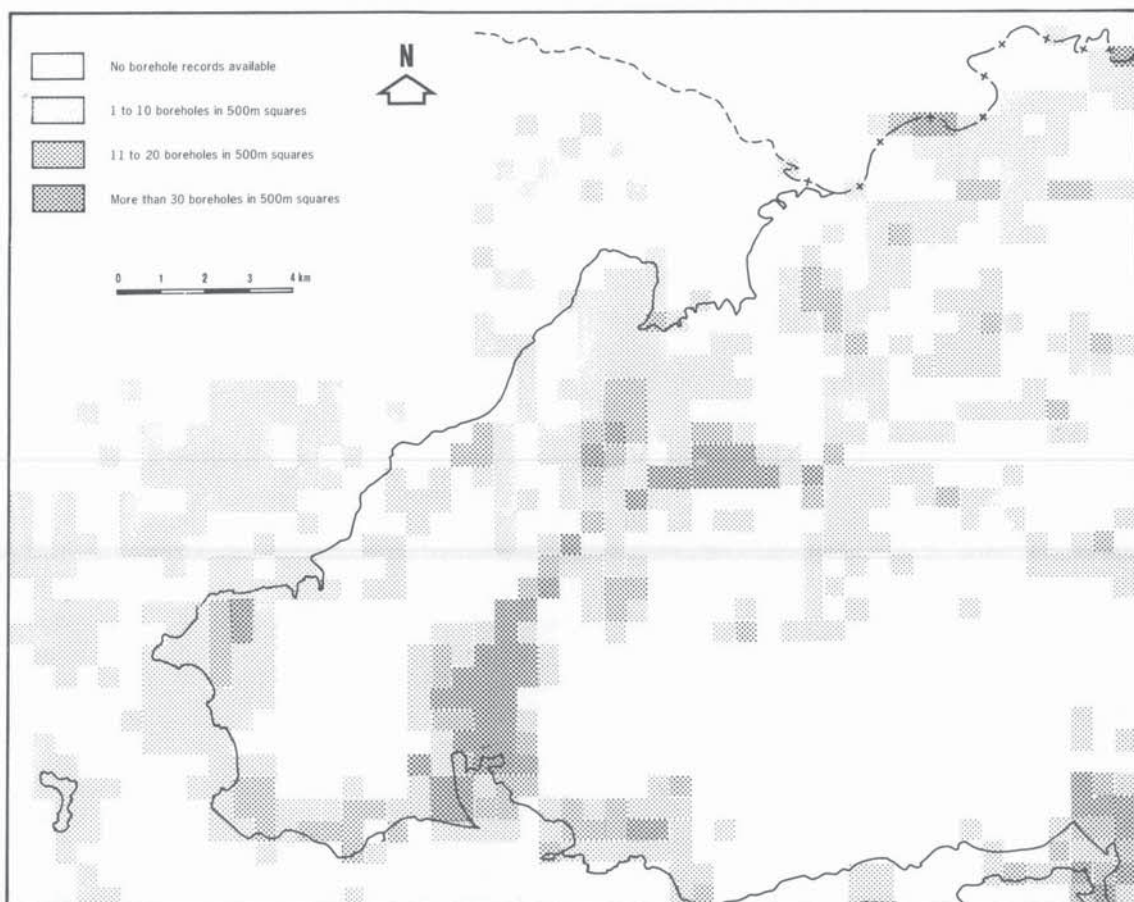 No borehole records available
1 to 10 boreholes in 500m squares
11 to 20 boreholes in 500m squares
More than 30 boreholes in 500m squares
N
0 1 2 3 4 km